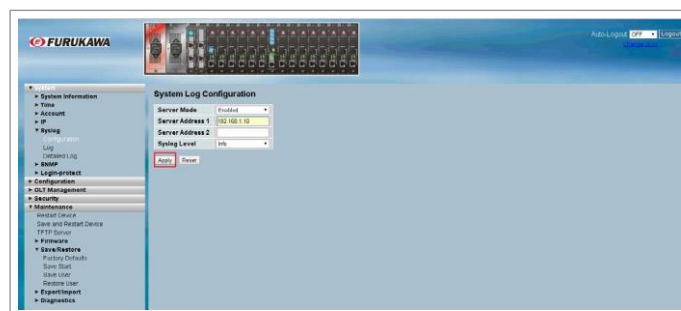 FURUKAWA
Auto-Logout OFF Logout
System
System Information
Time
Account
IP
Syslog
Configuration
Log
Detailed Log
SNMP
Login-protect
Configuration
OLT Management
Security
Maintenance
Restart Device
Save and Restart Device
TFTP Server
Firmware
Save/Restore
Factory Defaults
Save Start
Save User
Restore User
Export/Import
Diagnostics
System Log Configuration
Server Mode Enabled
Server Address 1 192.168.1.10
Server Address 2
Syslog Level Info
Apply Reset